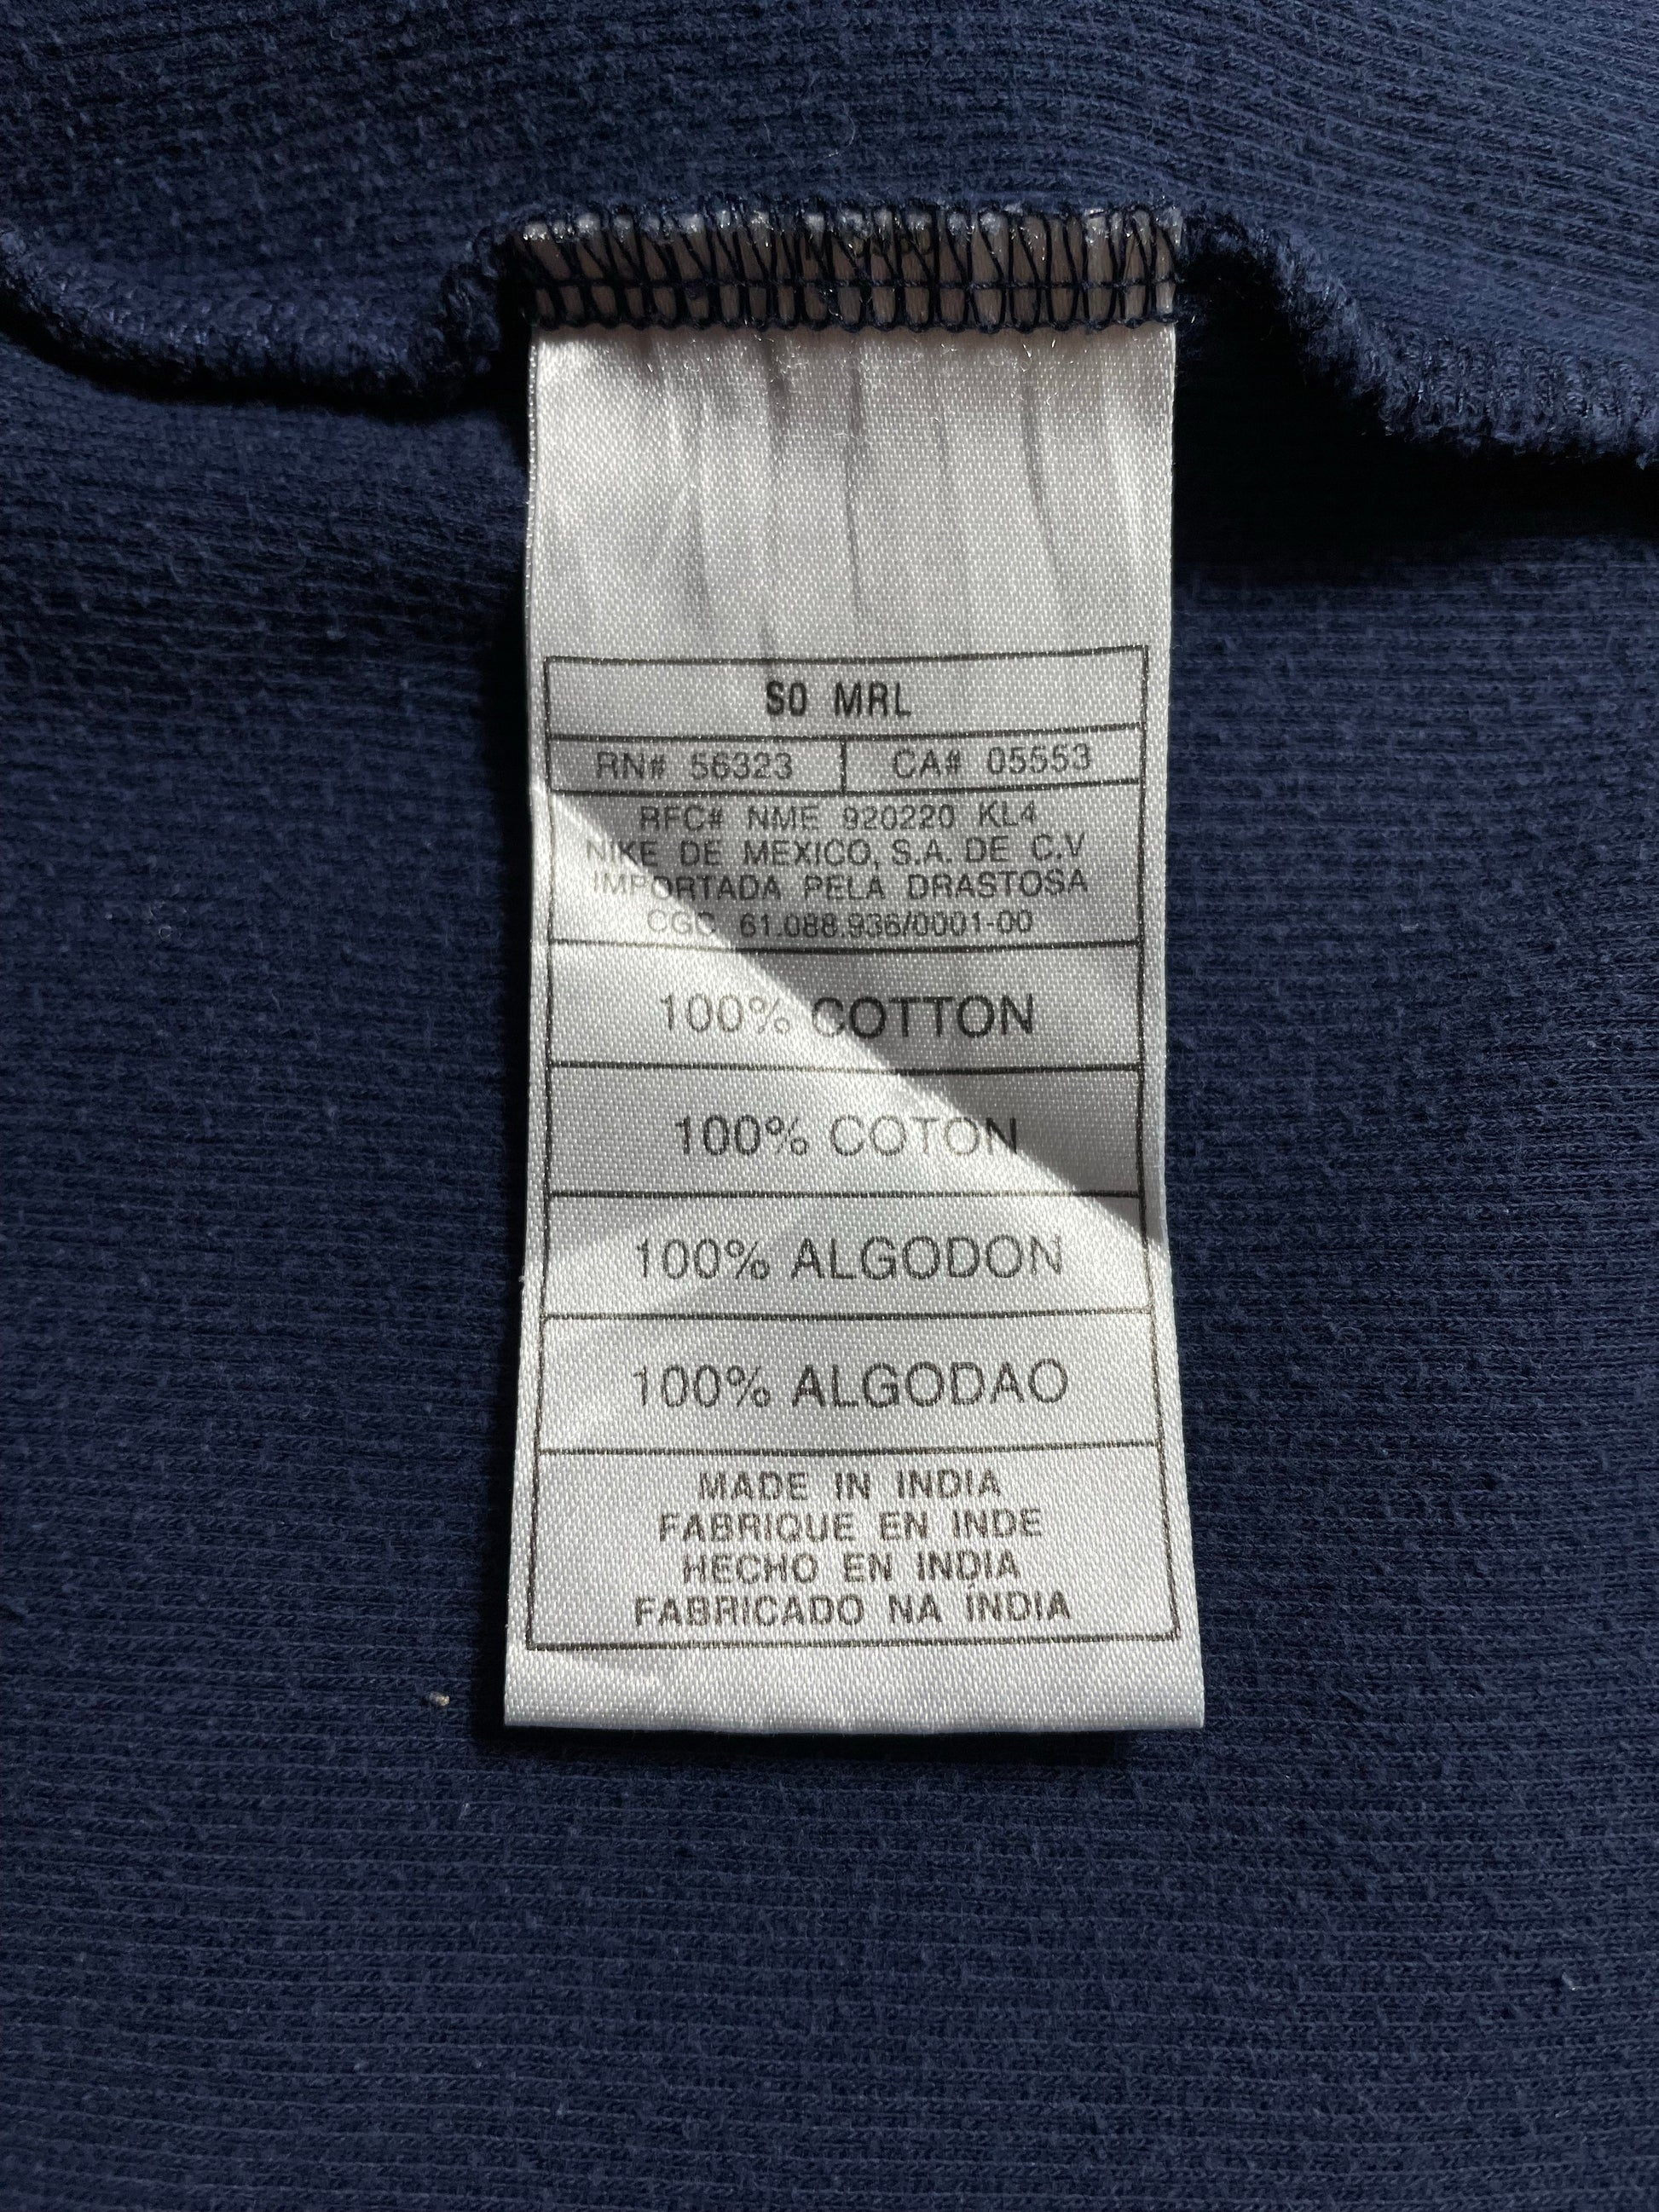 S0 MRL
RN# 56323 CA# 05553
RFC# NME 920220 KL4
NIKE DE MEXICO, S.A. DE C.V
IMPORTADA PELA DRASTOSA
CGC 61.088.936/0001-00
100% COTTON
100% COTON
100% ALGODON
100% ALGODAO
MADE IN INDIA
FABRIQUE EN INDE
HECHO EN INDIA
FABRICADO NA ÍNDIA